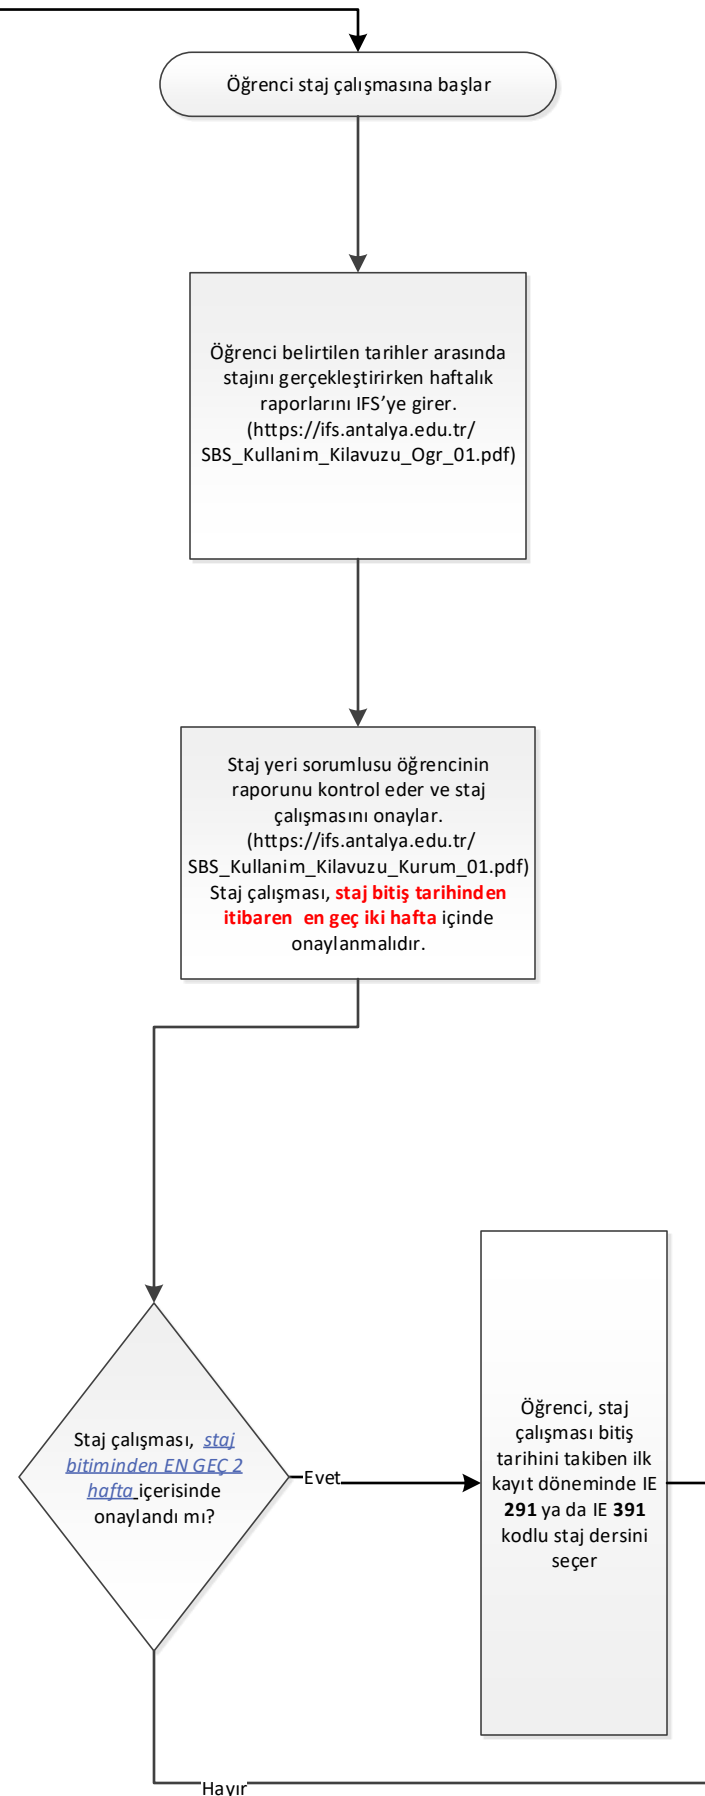 Öğrenci staj çalışmasına başlar
Öğrenci belirtilen tarihler arasında
stajını gerçekleştirirken haftalık
raporlarını IFS’ye girer.
(https://ifs.antalya.edu.tr/
SBS_Kullanim_Kilavuzu_Ogr_01.pdf)
Staj yeri sorumlusu öğrencinin
raporunu kontrol eder ve staj
çalışmasını onaylar.
(https://ifs.antalya.edu.tr/
SBS_Kullanim_Kilavuzu_Kurum_01.pdf)
Staj çalışması, staj bitiş tarihinden
itibaren en geç iki hafta içinde
onaylanmalıdır.
Staj çalışması, staj
bitiminden EN GEÇ 2
hafta içerisinde
onaylandı mı?
Evet
Öğrenci, staj
çalışması bitiş
tarihini takiben ilk
kayıt döneminde IE
291 ya da IE 391
kodlu staj dersini
seçer
Hayır